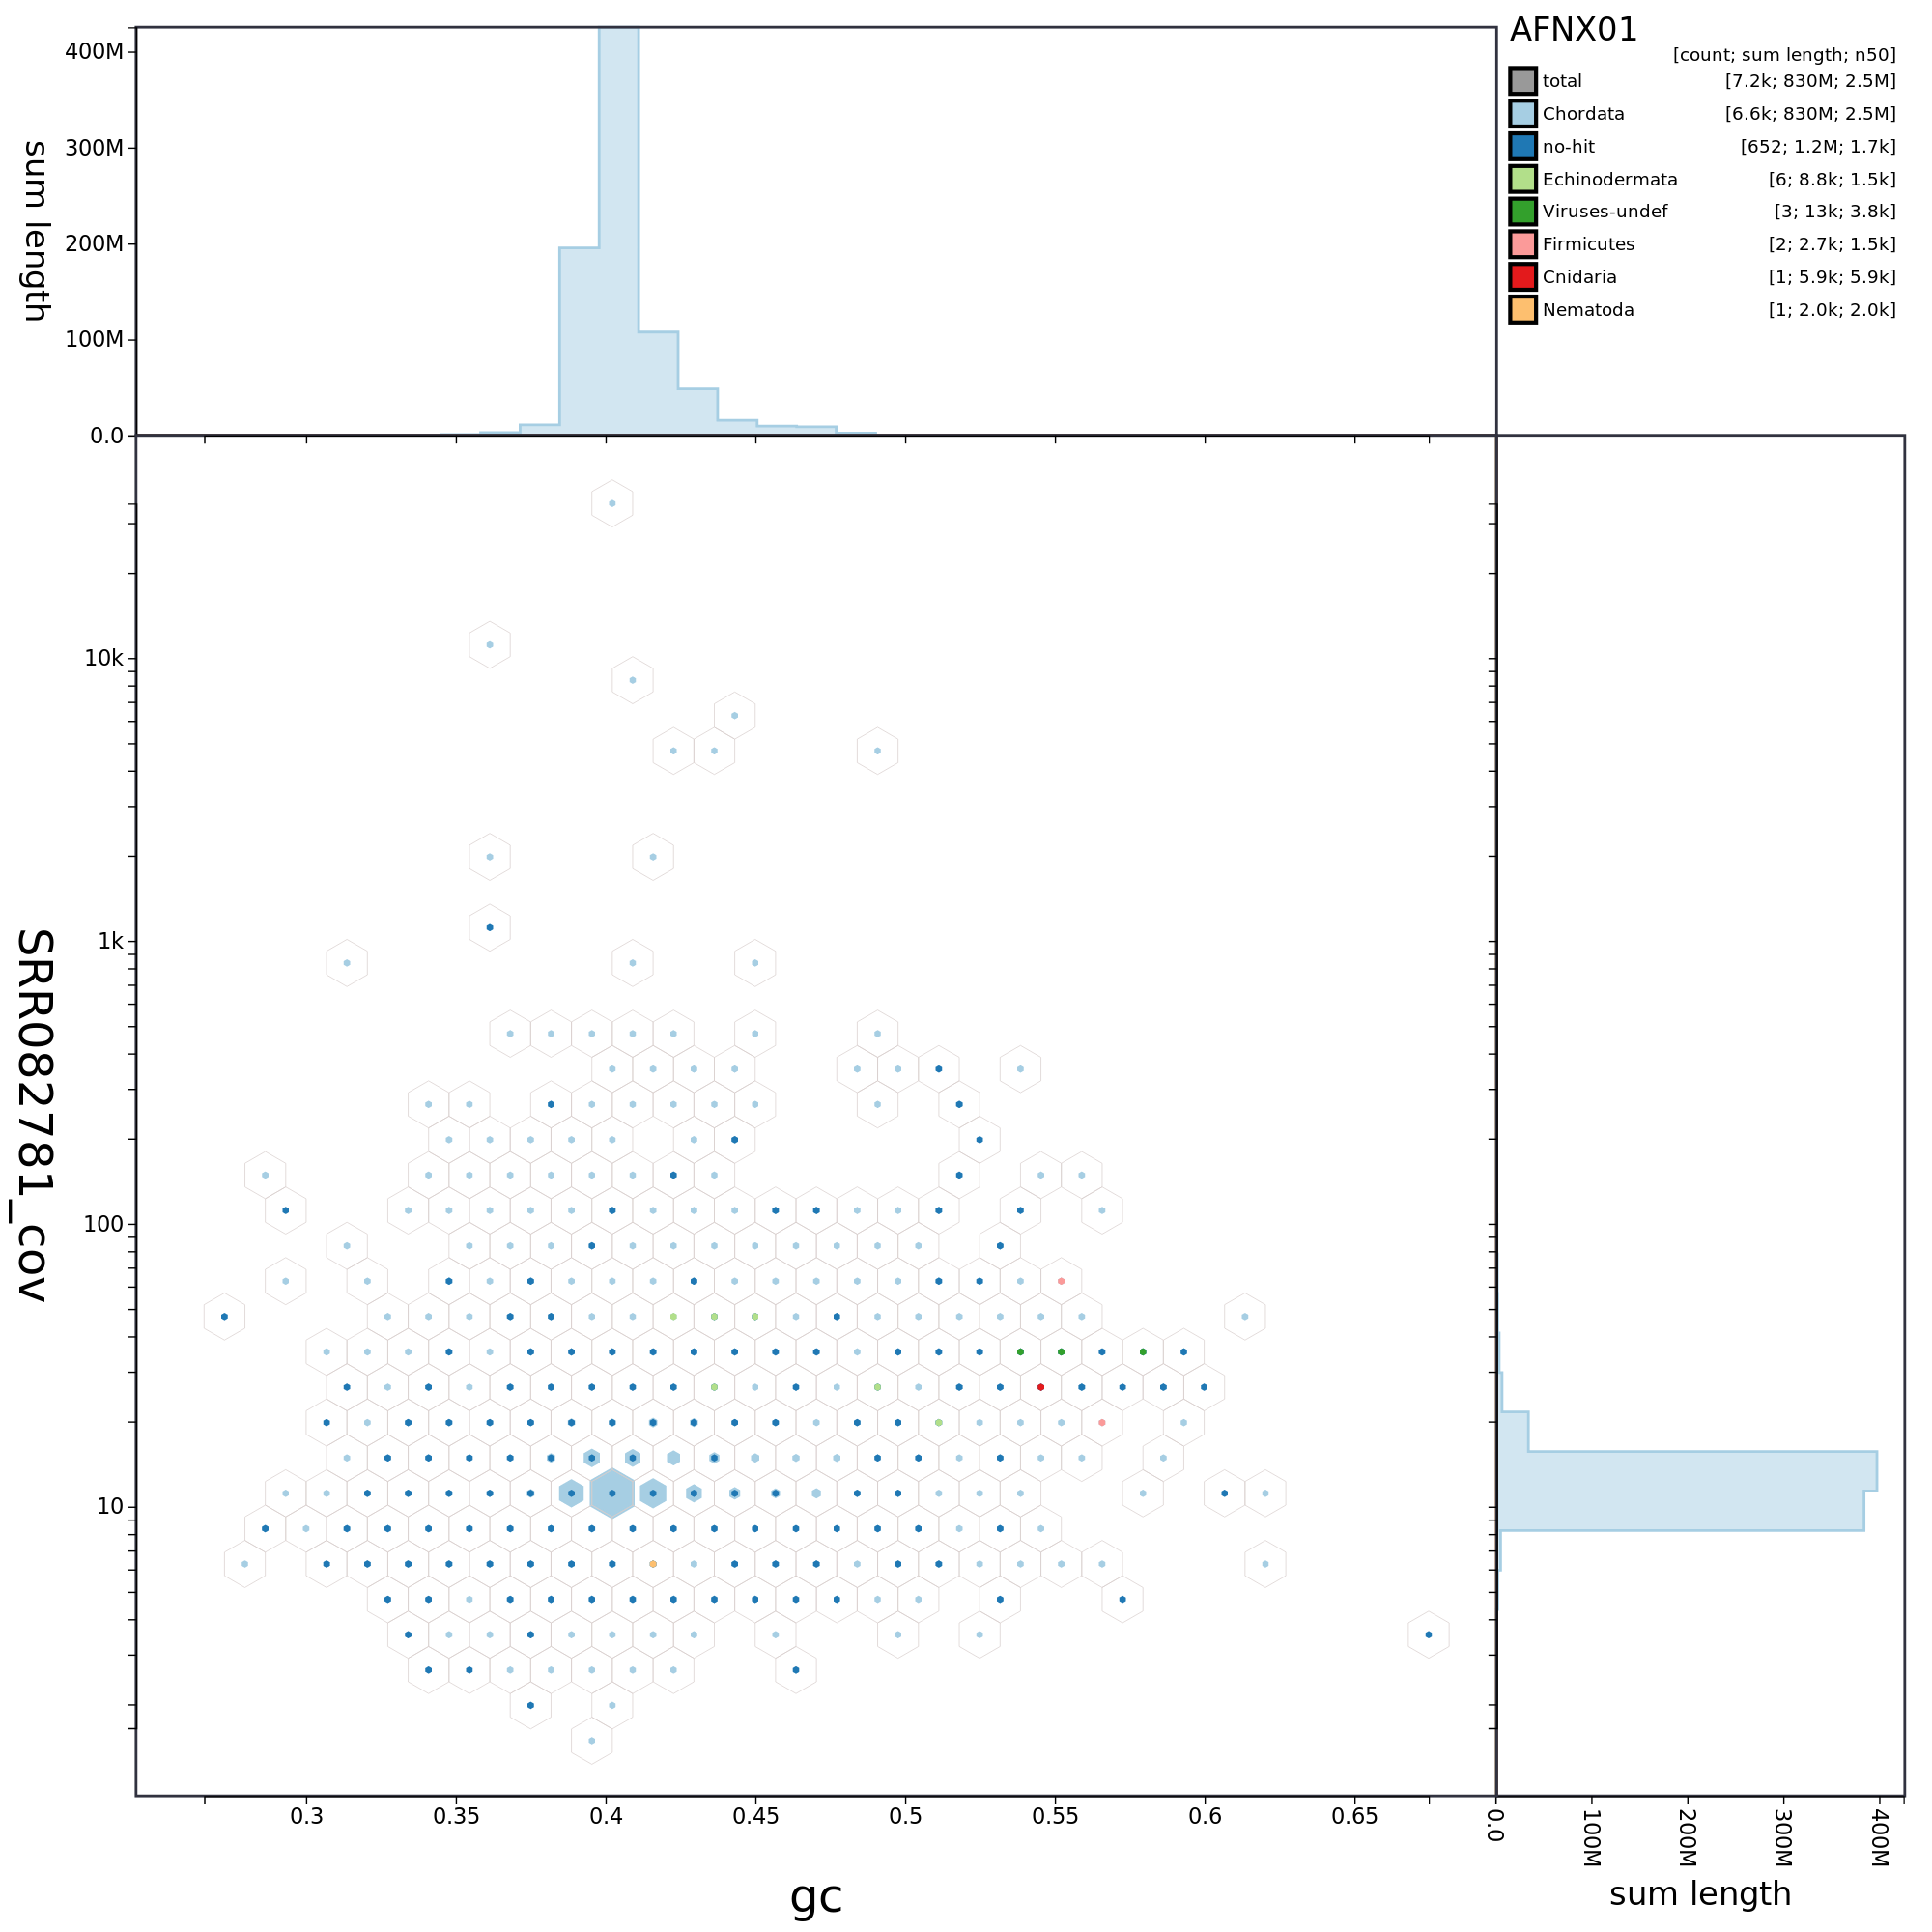 AFNX01
[count; sum length; n50]
total [7.2k; 830M; 2.5M]
Chordata [6.6k; 830M; 2.5M]
no-hit [652; 1.2M; 1.7k]
Echinodermata [6; 8.8k; 1.5k]
Viruses-undef [3; 13k; 3.8k]
Firmicutes [2; 2.7k; 1.5k]
Cnidaria [1; 5.9k; 5.9k]
Nematoda [1; 2.0k; 2.0k]
sum length
400M
300M
200M
100M
0.0
SRR082781_cov
10k
1k
100
10
0.3 0.35 0.4 0.45 0.5 0.55 0.6 0.65
gc
0.0 100M 200M 300M 400M
sum length